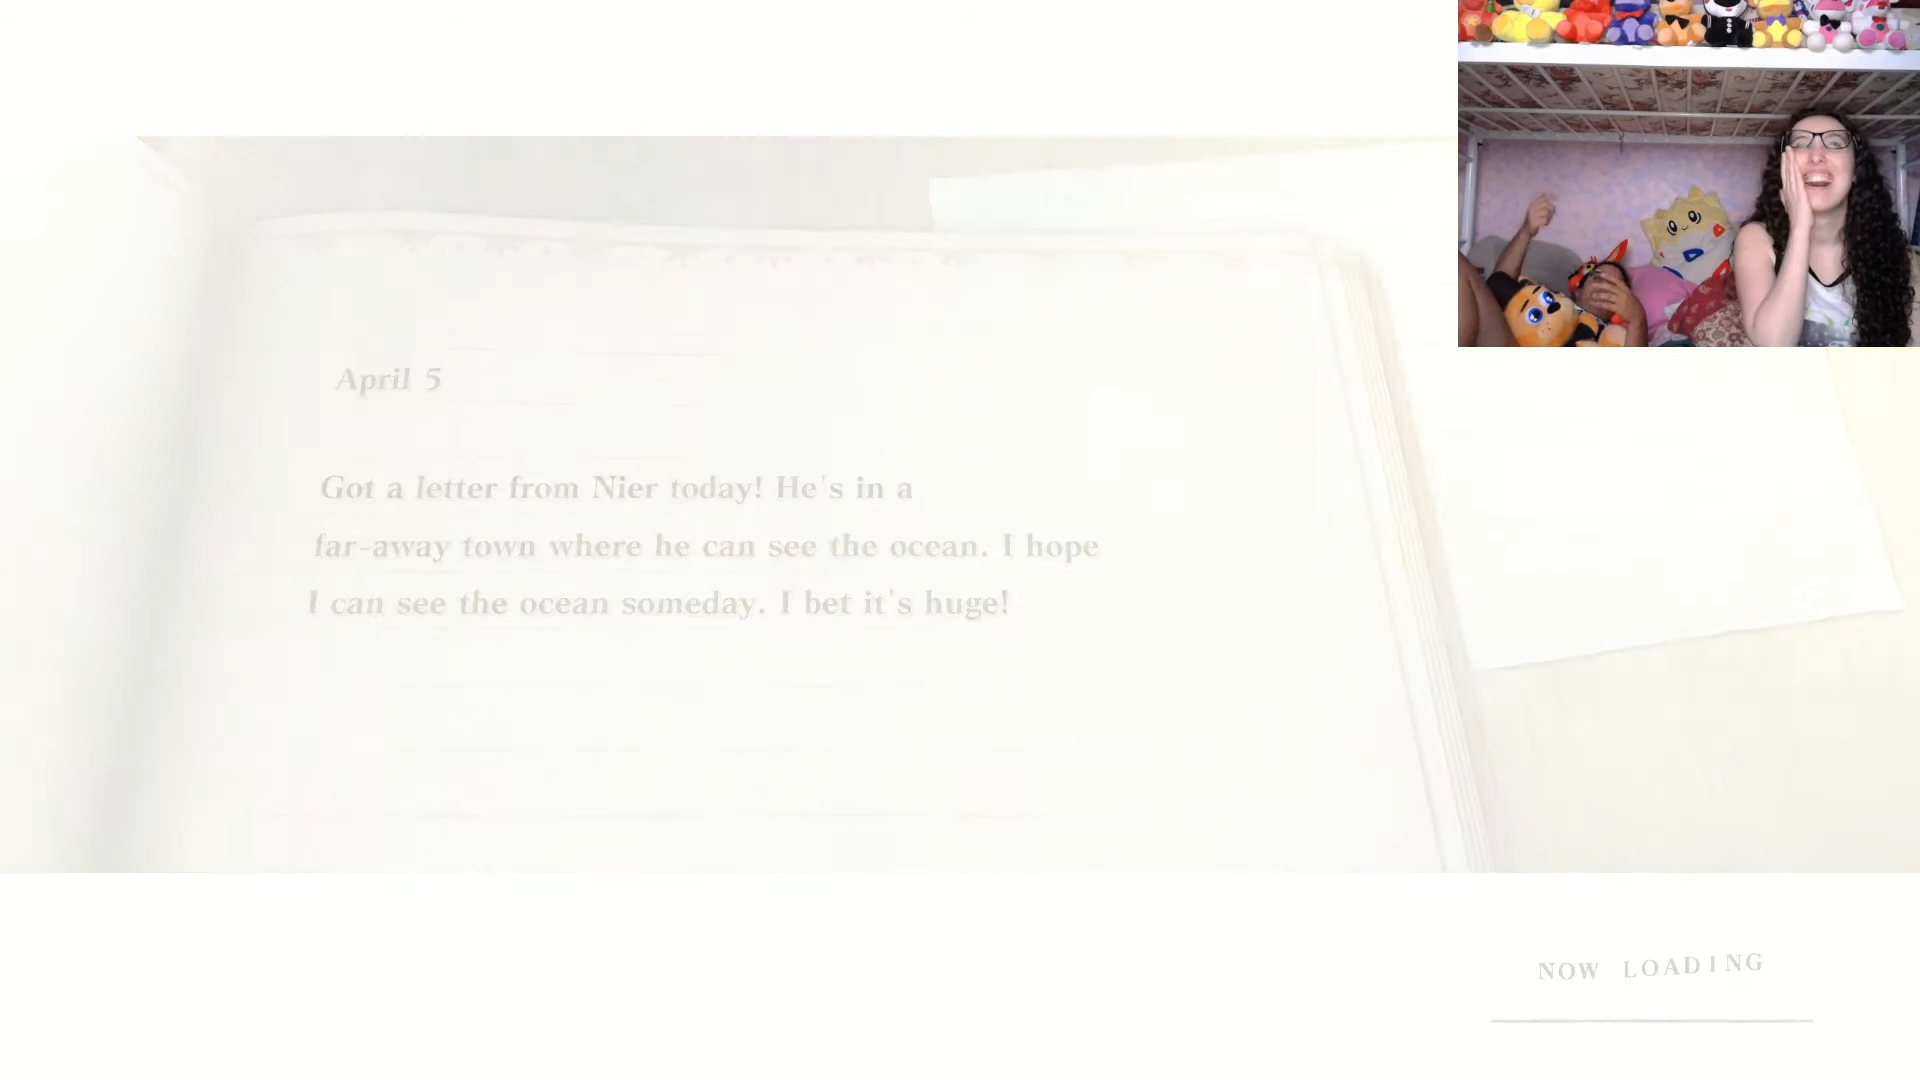 April 5
Got a letter from Nier today! He's in a
far-away town where he can see the ocean. I hope
I can see the ocean someday. I bet it's huge!
NOW LOADING